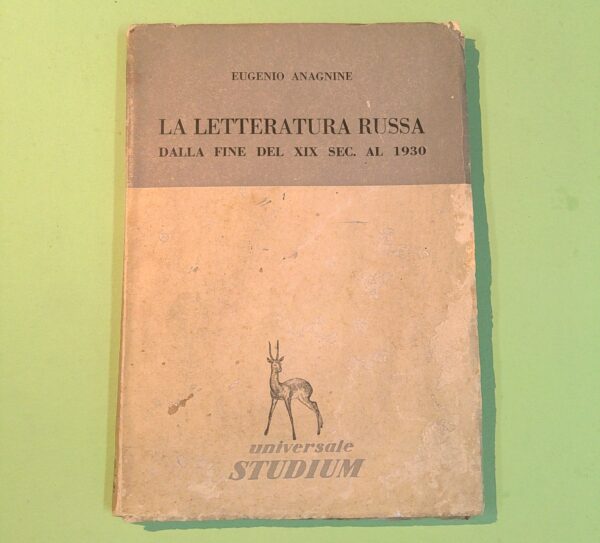 EUGENIO ANAGNINE
LA LETTERATURA RUSSA
DALLA FINE DEL XIX SEC. AL 1930
universale
STUDIUM